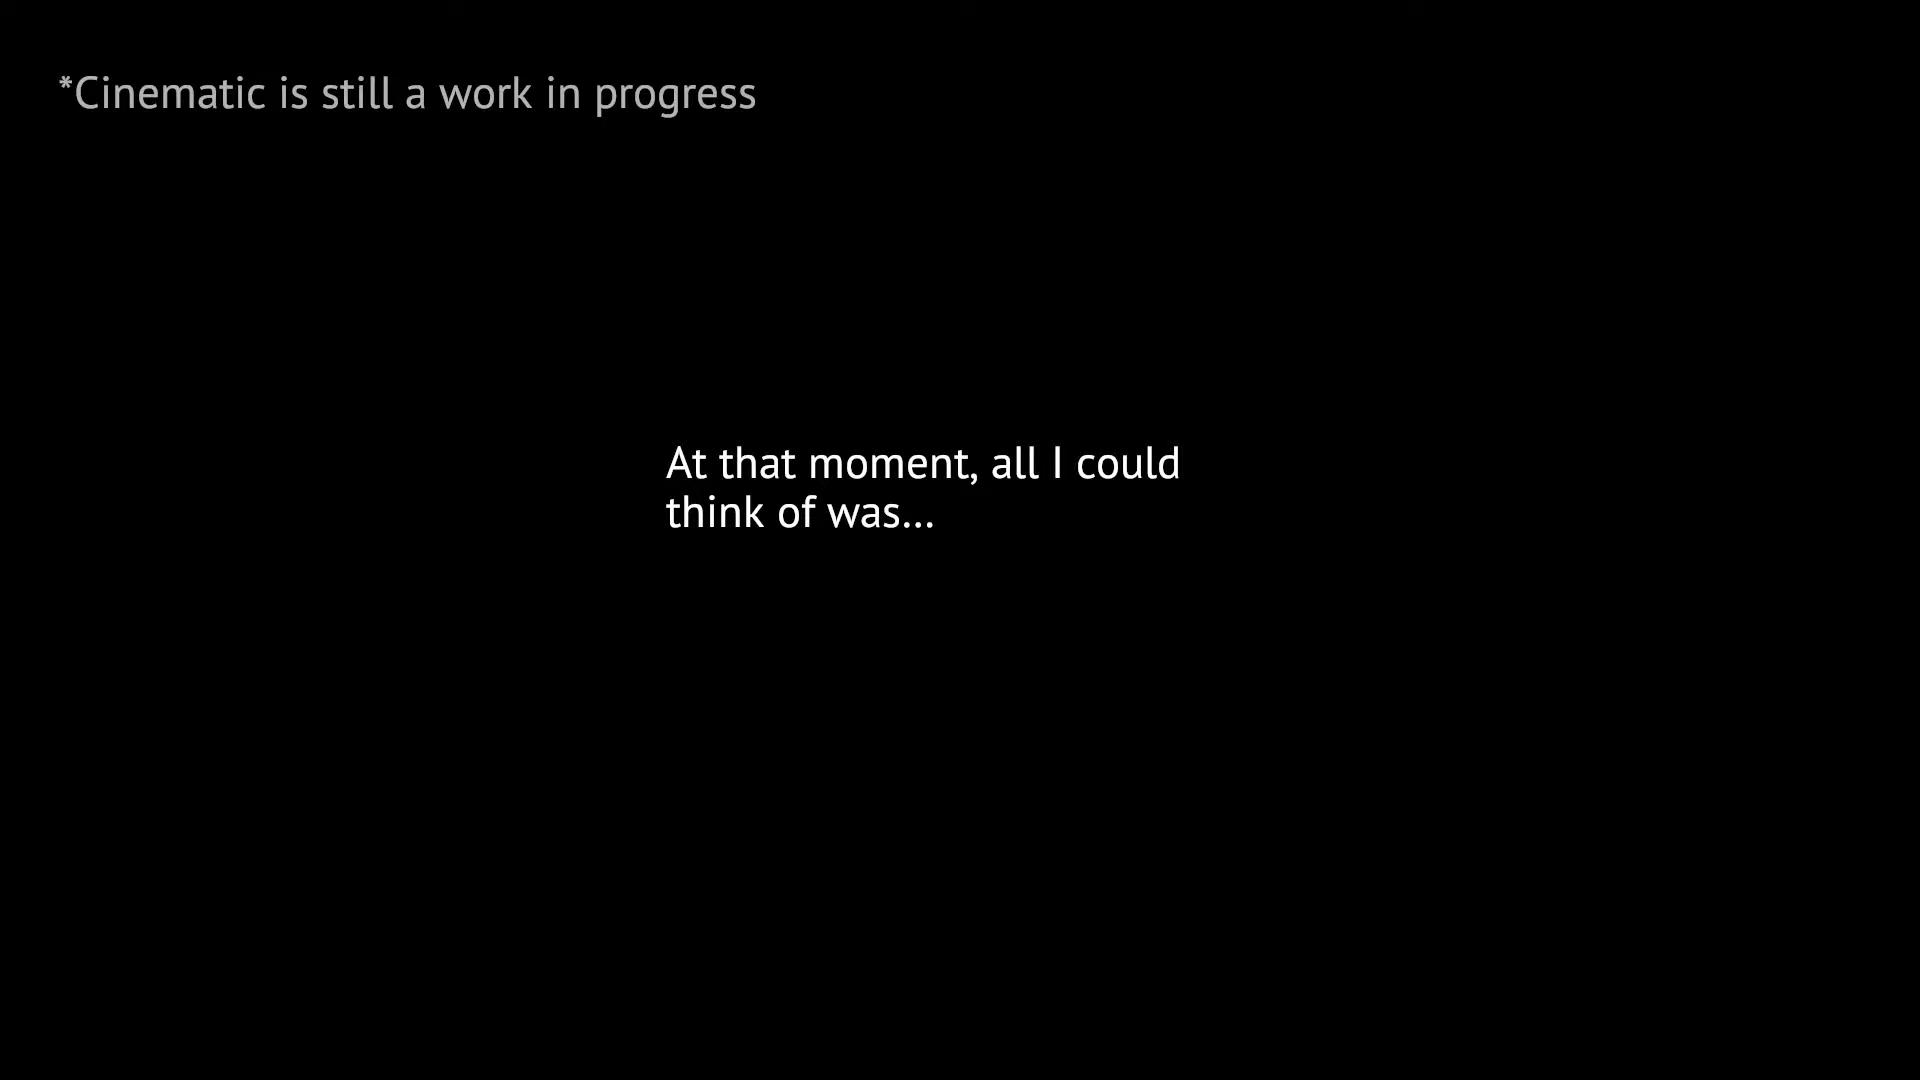 *Cinematic is still a work in progress
At that moment, all I could
think of was...